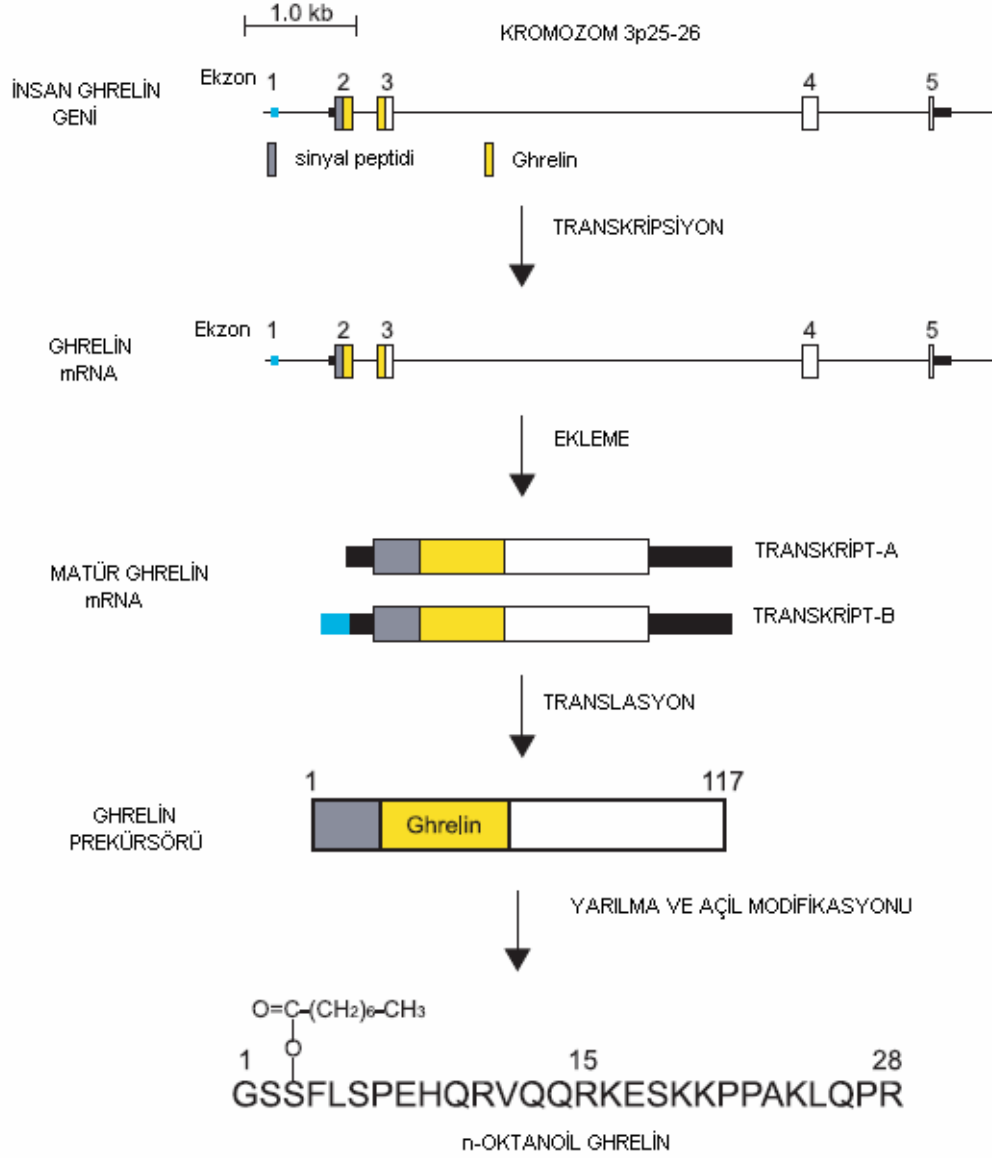 1.0 kb
KROMOZOM 3p25-26
Ekzon 1 2 3 4 5
İNSAN GHRELİN
GENİ
sinyal peptidi Ghrelin
TRANSKRİPSİYON
Ekzon 1 2 3 4 5
GHRELİN
mRNA
EKLEME
TRANSKRİPT-A
MATÜR GHRELİN
mRNA
TRANSKRİPT-B
TRANSLASYON
1 117
GHRELİN
PREKÜRSÖRÜ
Ghrelin
YARILMA VE AÇİL MODİFİKASYONU
O=C-(CH2)6-CH3
O
1 15 28
GSSFLSPEHQRVQQRKESKKPPAKLQPR
n-OKTANOİL GHRELİN